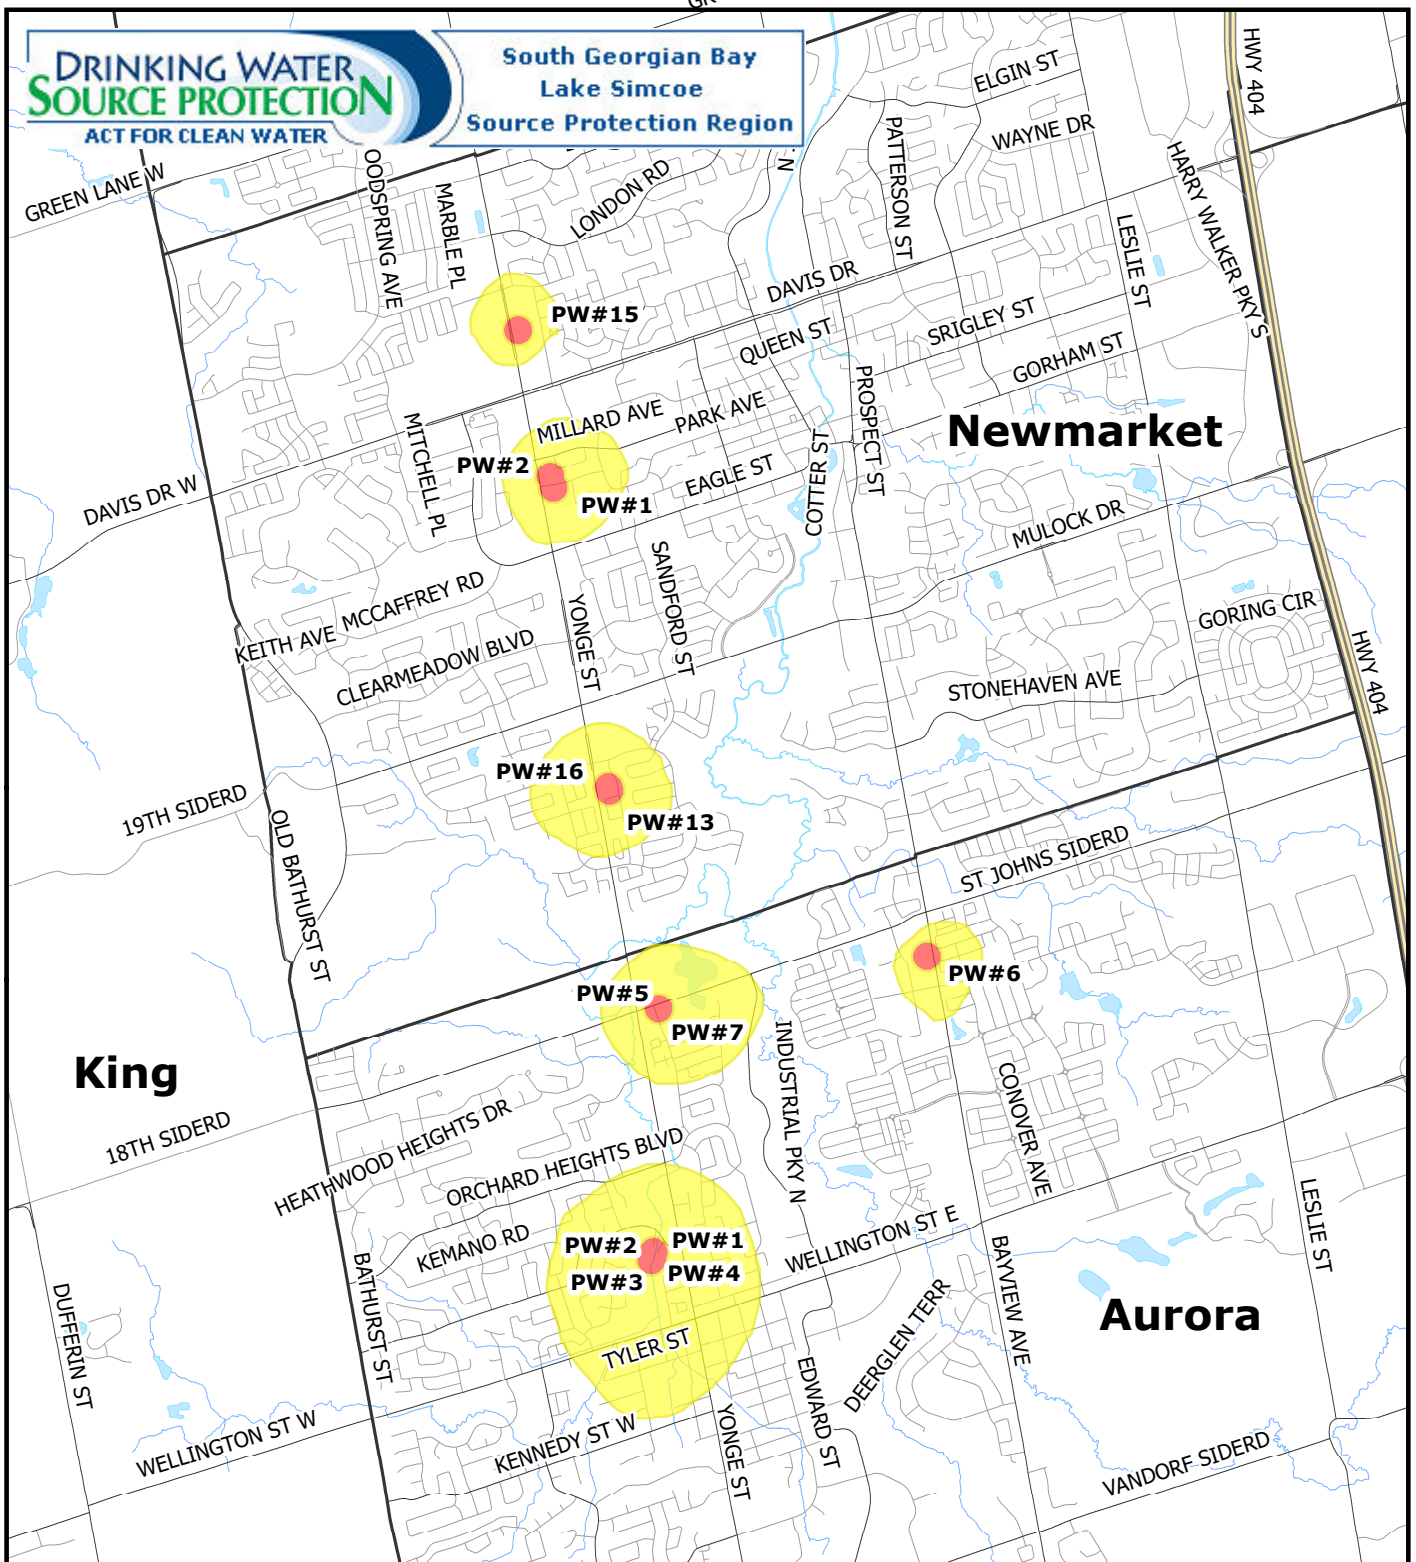 DRINKING WATER
SOURCE PROTECTION
ACT FOR CLEAN WATER
South Georgian Bay
Lake Simcoe
Source Protection Region
ELGIN ST
HWY 404
WAYNE DR
PATTERSON ST
HARRY WALKER PKY S
GREEN LANE W
OODSPRING AVE
MARBLE PL
LONDON RD
N
LESLIE ST
DAVIS DR
PW#15
QUEEN ST
SRIGLEY ST
GORHAM ST
PROSPECT ST
MILLARD AVE
PARK AVE
Newmarket
MITCHELL PL
COTTER ST
PW#2
EAGLE ST
PW#1
DAVIS DR W
MULOCK DR
SANDFORD ST
KEITH AVE
MCCAFFREY RD
YONGE ST
GORING CIR
CLEARMEADOW BLVD
HWY 404
STONEHAVEN AVE
PW#16
19TH SIDERD
PW#13
OLD BATHURST ST
ST JOHNS SIDERD
PW#6
PW#5
PW#7
INDUSTRIAL PKY N
King
CONOVER AVE
18TH SIDERD
HEATHWOOD HEIGHTS DR
ORCHARD HEIGHTS BLVD
LESLIE ST
KEMANO RD
PW#2
PW#1
WELLINGTON ST E
PW#3
PW#4
BATHURST ST
BAYVIEW AVE
DUFFERIN ST
Aurora
TYLER ST
DEERGLEN TERR
EDWARD ST
WELLINGTON ST W
KENNEDY ST W
YONGE ST
VANDORF SIDERD